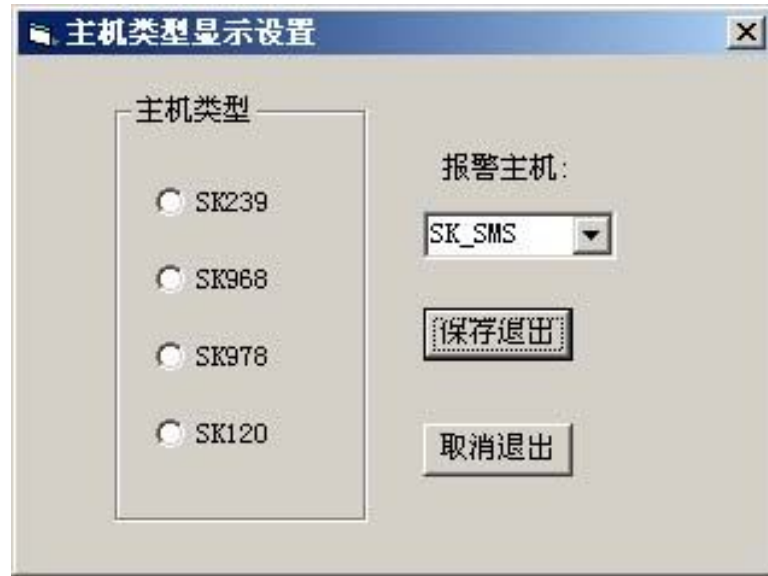 主机类型显示设置
主机类型
SK239
SK968
SK978
SK120
报警主机:
SK_SMS
保存退出
取消退出